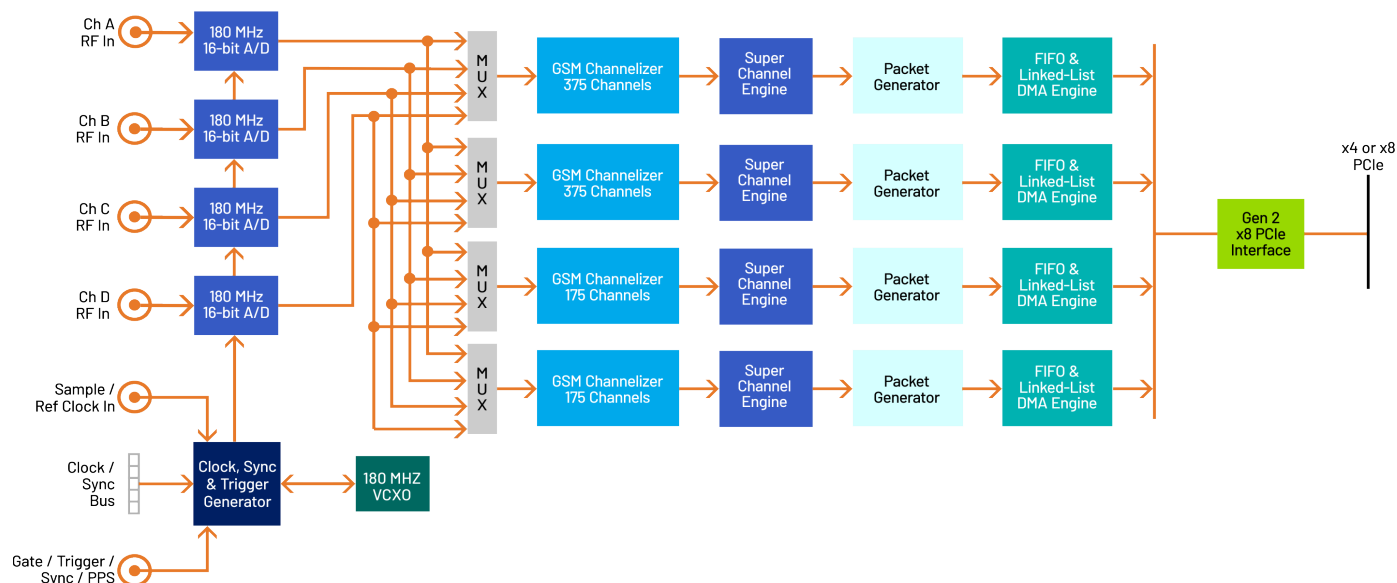 Ch A
RF In
180 MHz
16-bit A/D
Ch B
RF In
180 MHz
16-bit A/D
Ch C
RF In
180 MHz
16-bit A/D
Ch D
RF In
180 MHz
16-bit A/D
Sample /
Ref Clock In
Clock /
Sync
Bus
Clock, Sync
& Trigger
Generator
180 MHZ
VCXO
Gate / Trigger /
Sync / PPS
M
U
X
GSM Channelizer
375 Channels
Super
Channel
Engine
Packet
Generator
FIFO &
Linked-List
DMA Engine
M
U
X
GSM Channelizer
375 Channels
Super
Channel
Engine
Packet
Generator
FIFO &
Linked-List
DMA Engine
M
U
X
GSM Channelizer
175 Channels
Super
Channel
Engine
Packet
Generator
FIFO &
Linked-List
DMA Engine
M
U
X
GSM Channelizer
175 Channels
Super
Channel
Engine
Packet
Generator
FIFO &
Linked-List
DMA Engine
Gen 2
x8 PCIe
Interface
x4 or x8
PCIe